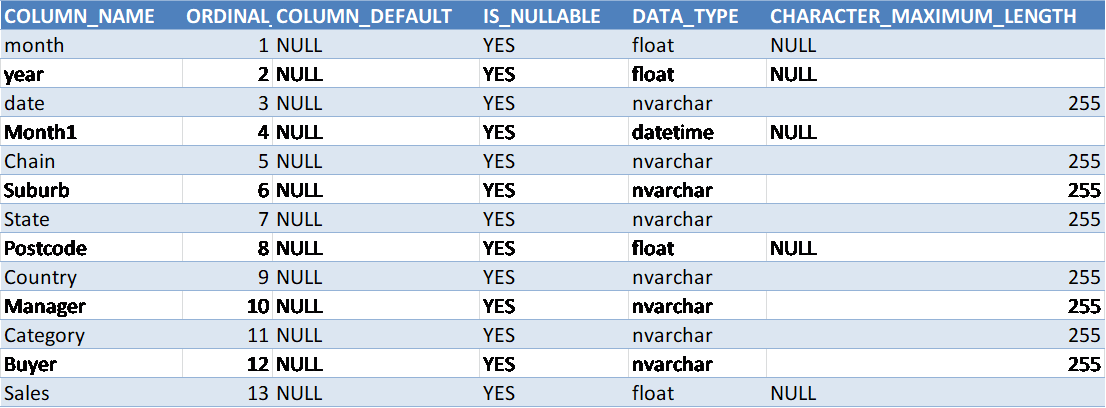 COLUMN_NAME ORDINAL_ COLUMN_DEFAULT IS_NULLABLE DATA_TYPE CHARACTER_MAXIMUM_LENGTH
month 1 NULL YES float NULL
year 2 NULL YES float NULL
date 3 NULL YES nvarchar 255
Month1 4 NULL YES datetime NULL
Chain 5 NULL YES nvarchar 255
Suburb 6 NULL YES nvarchar 255
State 7 NULL YES nvarchar 255
Postcode 8 NULL YES float NULL
Country 9 NULL YES nvarchar 255
Manager 10 NULL YES nvarchar 255
Category 11 NULL YES nvarchar 255
Buyer 12 NULL YES nvarchar 255
Sales 13 NULL YES float NULL